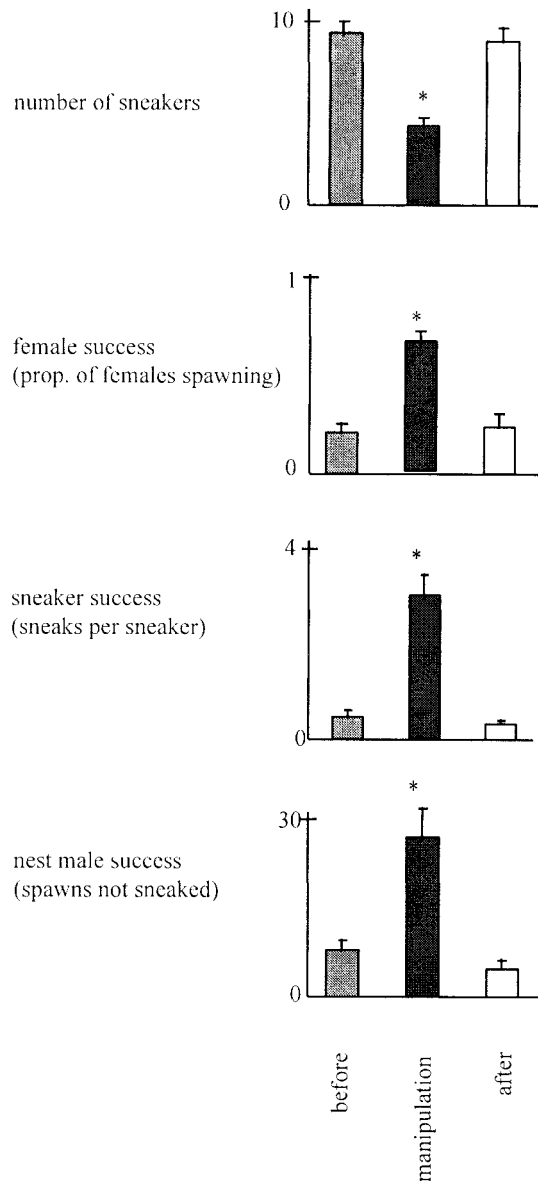 10
*
number of sneakers
0
1
*
female success
(prop. of females spawning)
0
4
*
sneaker success
(sneaks per sneaker)
0
*
30
nest male success
(spawns not sneaked)
0
before
manipulation
after